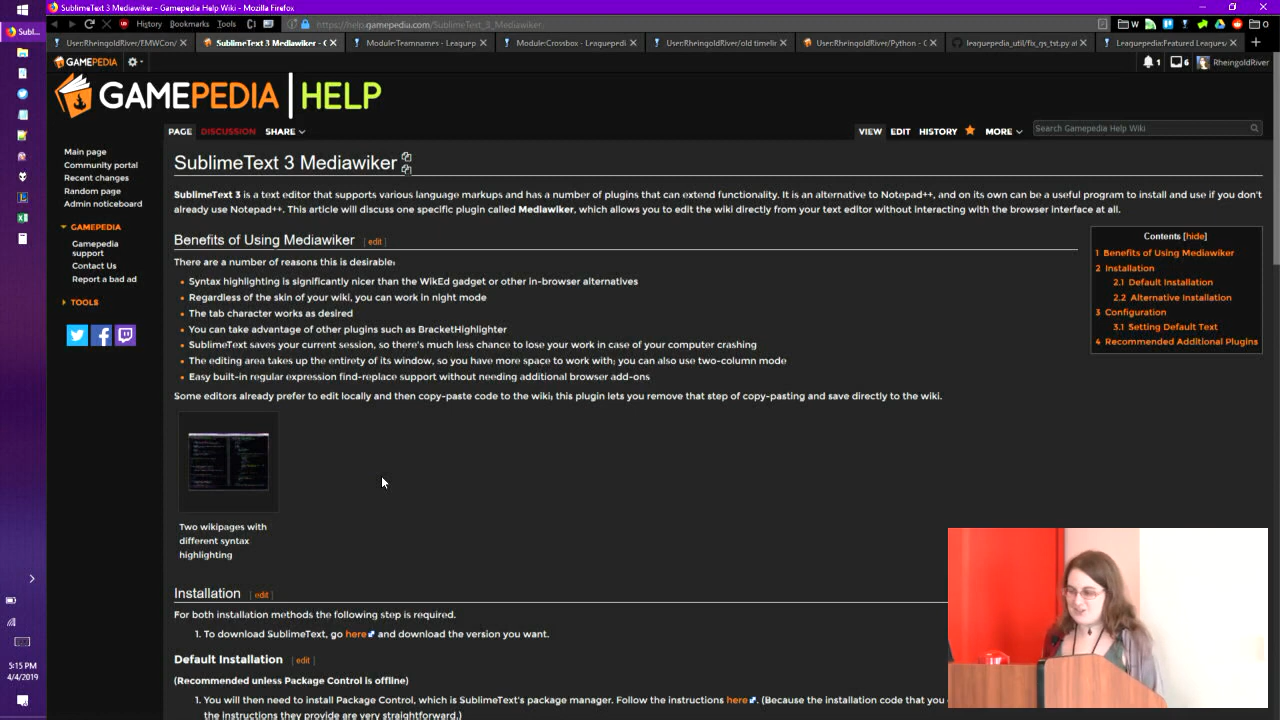 SublimeText 3 Mediawiker - Gamepedia Help Wiki - Mozilla Firefox
Subl...
History Bookmarks Tools
https://help.gamepedia.com/SublimeText_3_Mediawiker
W
0
User:RheingoldRiver/EMWCon/
SublimeText 3 Mediawiker - G
Module:Teamnames - Leaguep
Module:Crossbox - Leaguepedi
User:RheingoldRiver/old timelin
User:RheingoldRiver/Python - G
leaguepedia_util/fix_qs_tst.py at
Leaguepedia:Featured Leagues/
GAMEPEDIA
1
6
RheingoldRiver
GAMEPEDIA | HELP
PAGE DISCUSSION SHARE
VIEW EDIT HISTORY MORE
Search Gamepedia Help Wiki
Main page
Community portal
Recent changes
Random page
Admin noticeboard
GAMEPEDIA
Gamepedia
support
Contact Us
Report a bad ad
TOOLS
SublimeText 3 Mediawiker
SublimeText 3 is a text editor that supports various language markups and has a number of plugins that can extend functionality. It is an alternative to Notepad++, and on its own can be a useful program to install and use if you don't
already use Notepad++. This article will discuss one specific plugin called Mediawiker, which allows you to edit the wiki directly from your text editor without interacting with the browser interface at all.
Contents [hide]
1 Benefits of Using Mediawiker
2 Installation
2.1 Default Installation
2.2 Alternative Installation
3 Configuration
3.1 Setting Default Text
4 Recommended Additional Plugins
Benefits of Using Mediawiker [edit]
There are a number of reasons this is desirable:
Syntax highlighting is significantly nicer than the WikEd gadget or other in-browser alternatives
Regardless of the skin of your wiki, you can work in night mode
The tab character works as desired
You can take advantage of other plugins such as BracketHighlighter
SublimeText saves your current session, so there's much less chance to lose your work in case of your computer crashing
The editing area takes up the entirety of its window, so you have more space to work with; you can also use two-column mode
Easy built-in regular expression find-replace support without needing additional browser add-ons
Some editors already prefer to edit locally and then copy-paste code to the wiki; this plugin lets you remove that step of copy-pasting and save directly to the wiki.
Two wikipages with
different syntax
highlighting
Installation [edit]
For both installation methods the following step is required.
1. To download SublimeText, go here and download the version you want.
Default Installation [edit]
(Recommended unless Package Control is offline)
1. You will then need to install Package Control, which is SublimeText's package manager. Follow the instructions here. (Because the installation code that you
the instructions they provide are very straightforward.)
5:15 PM
4/4/2019